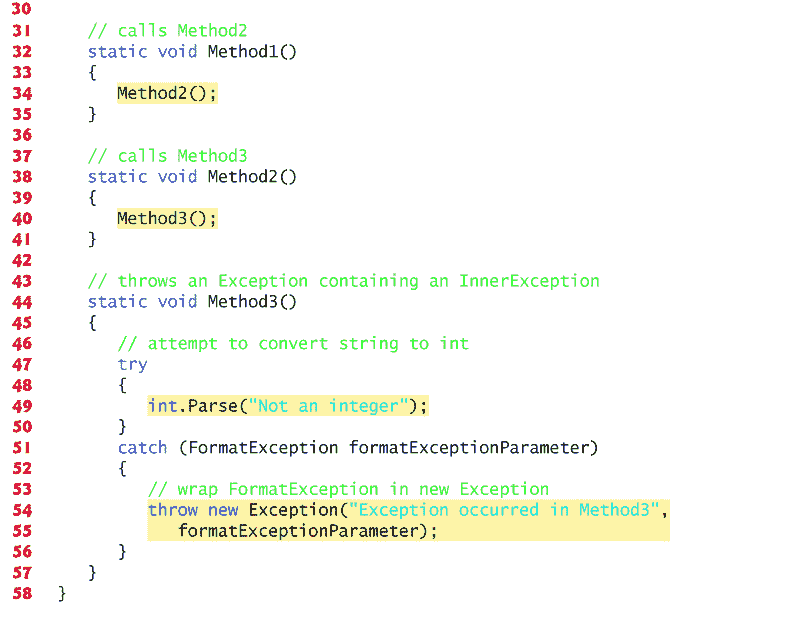 30
31 // calls Method2
32 static void Method1()
33 {
34 Method2();
35 }
36
37 // calls Method3
38 static void Method2()
39 {
40 Method3();
41 }
42
43 // throws an Exception containing an InnerException
44 static void Method3()
45 {
46 // attempt to convert string to int
47 try
48 {
49 int.Parse("Not an integer");
50 }
51 catch (FormatException formatExceptionParameter)
52 {
53 // wrap FormatException in new Exception
54 throw new Exception("Exception occurred in Method3",
55 formatExceptionParameter);
56 }
57 }
58 }